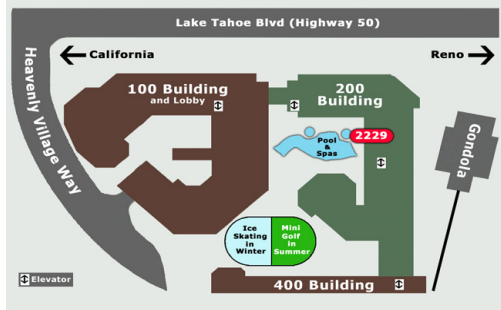 Lake Tahoe Blvd (Highway 50)
California
Reno
Heavenly Village Way
100 Building
and Lobby
200
Building
2229
Pool
&
Spas
Gondola
Ice
Skating
in
Winter
Mini
Golf
in
Summer
Elevator
400 Building